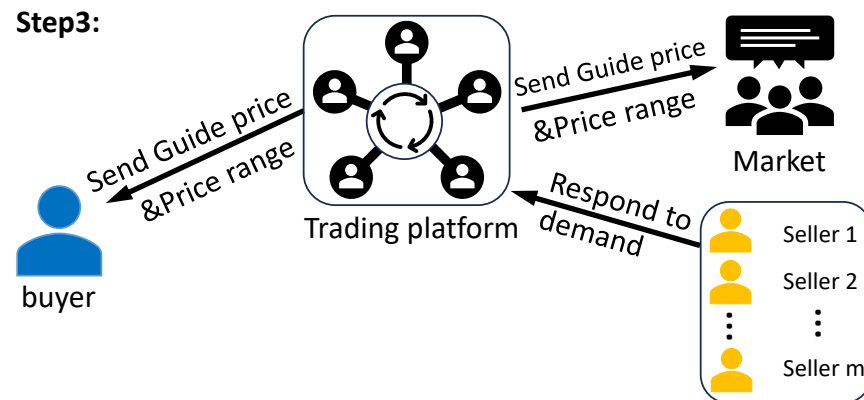 Step3:
Send Guide price
&Price range
Send Guide price
&Price range
Market
Trading platform
Respond to
demand
buyer
Seller 1
Seller 2
Seller m